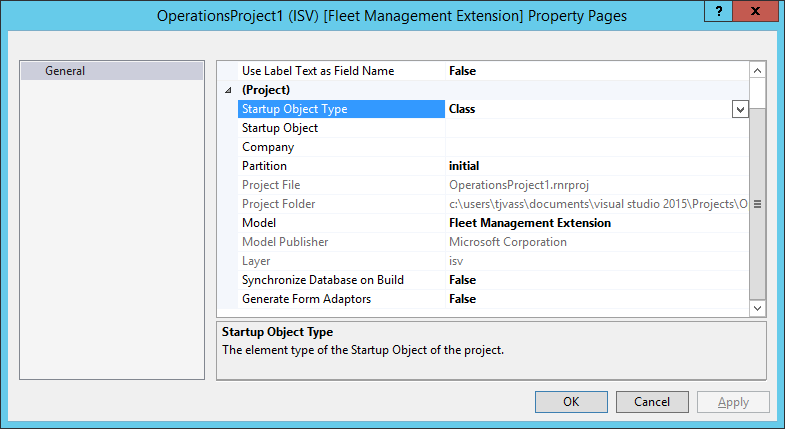 OperationsProject1 (ISV) [Fleet Management Extension] Property Pages
?
General
Use Label Text as Field Name False
(Project)
Startup Object Type Class
Startup Object
Company
Partition initial
Project File OperationsProject1.rnrproj
Project Folder c:\users\tjvass\documents\visual studio 2015\Projects\O
Model Fleet Management Extension
Model Publisher Microsoft Corporation
Layer isv
Synchronize Database on Build False
Generate Form Adaptors False
Startup Object Type
The element type of the Startup Object of the project.
OK Cancel Apply